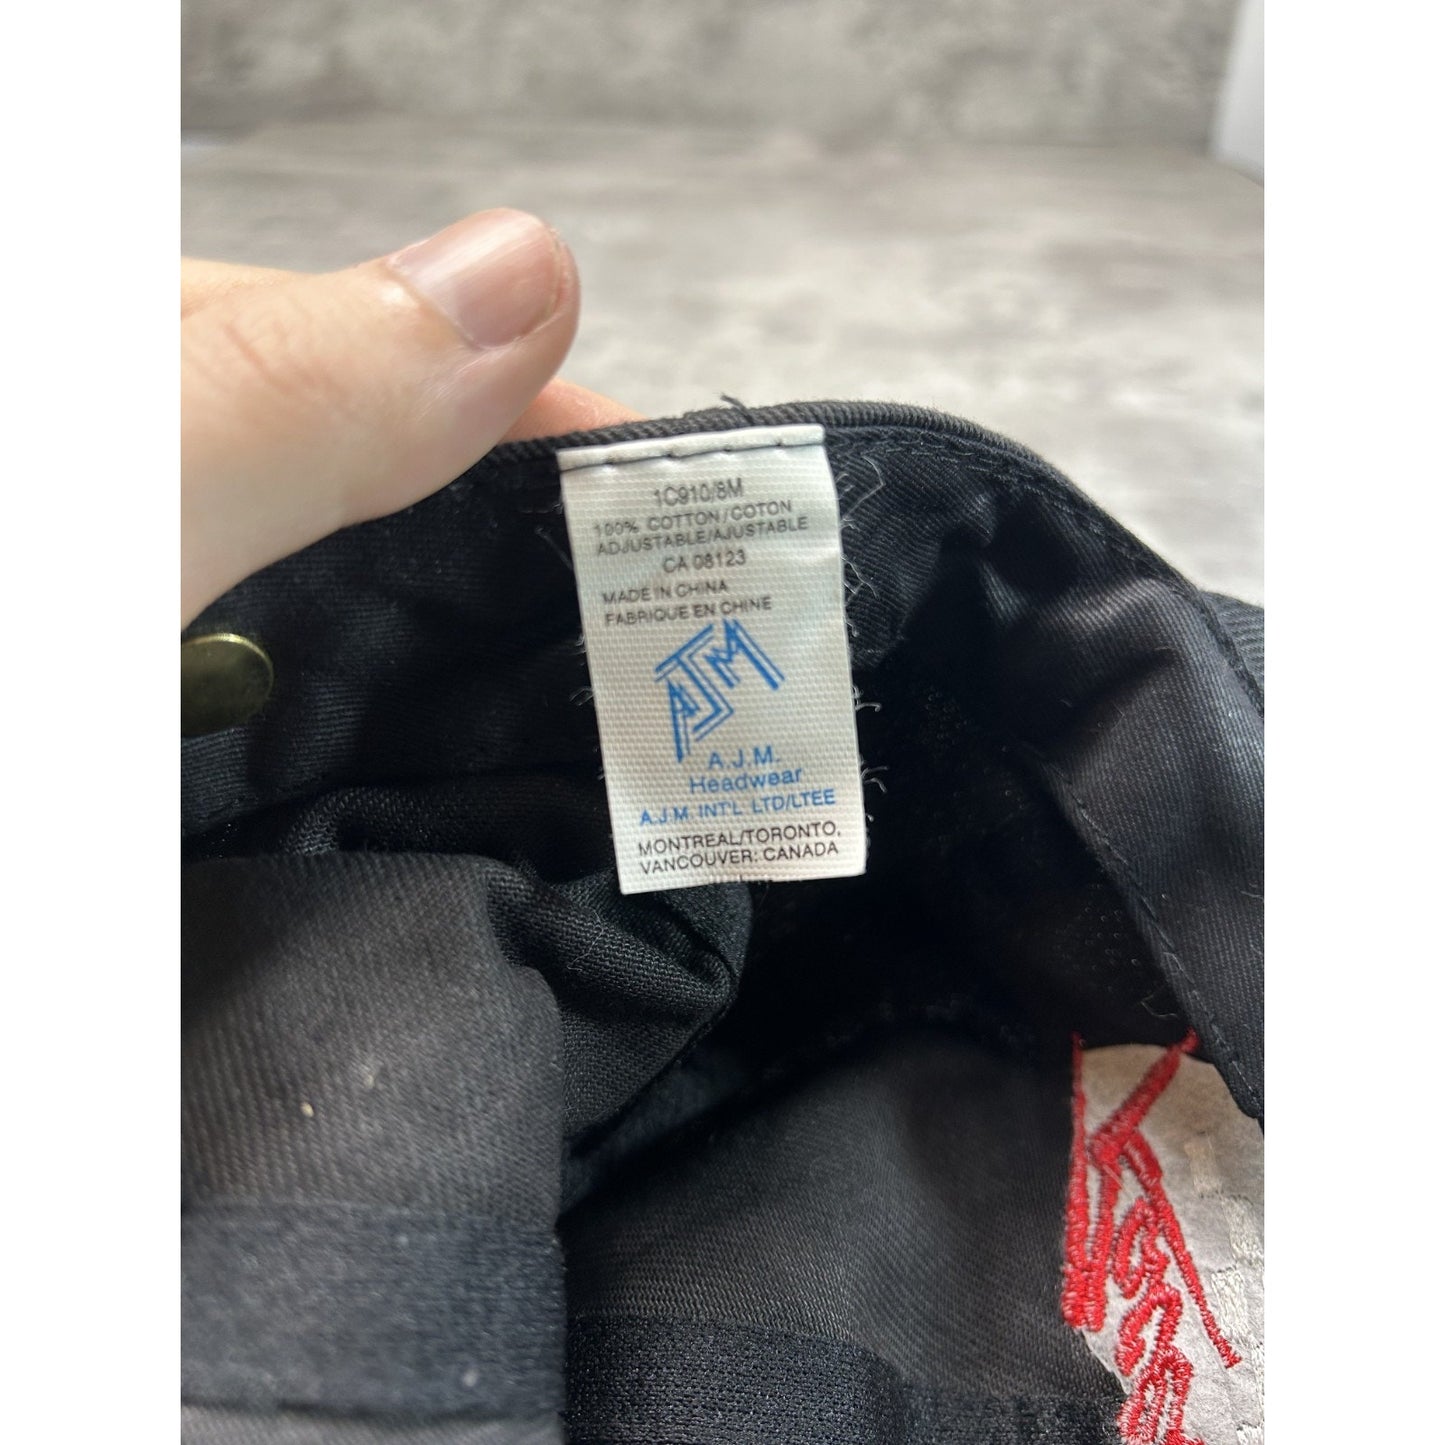 1C910/8M
100% COTTON/COTON
ADJUSTABLE/AJUSTABLE
CA 08123
MADE IN CHINA
FABRIQUE EN CHINE
AJM
A.J.M.
Headwear
A.J.M. INT'L LTD/LTEE
MONTREAL/TORONTO,
VANCOUVER: CANADA